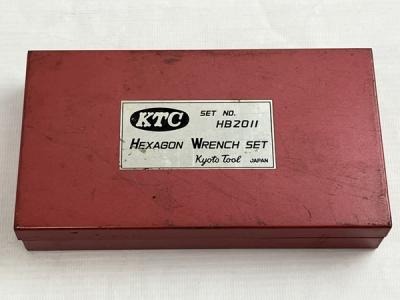 KTC
SET NO.
HB2011
HEXAGON WRENCH SET
Kyoto Tool JAPAN